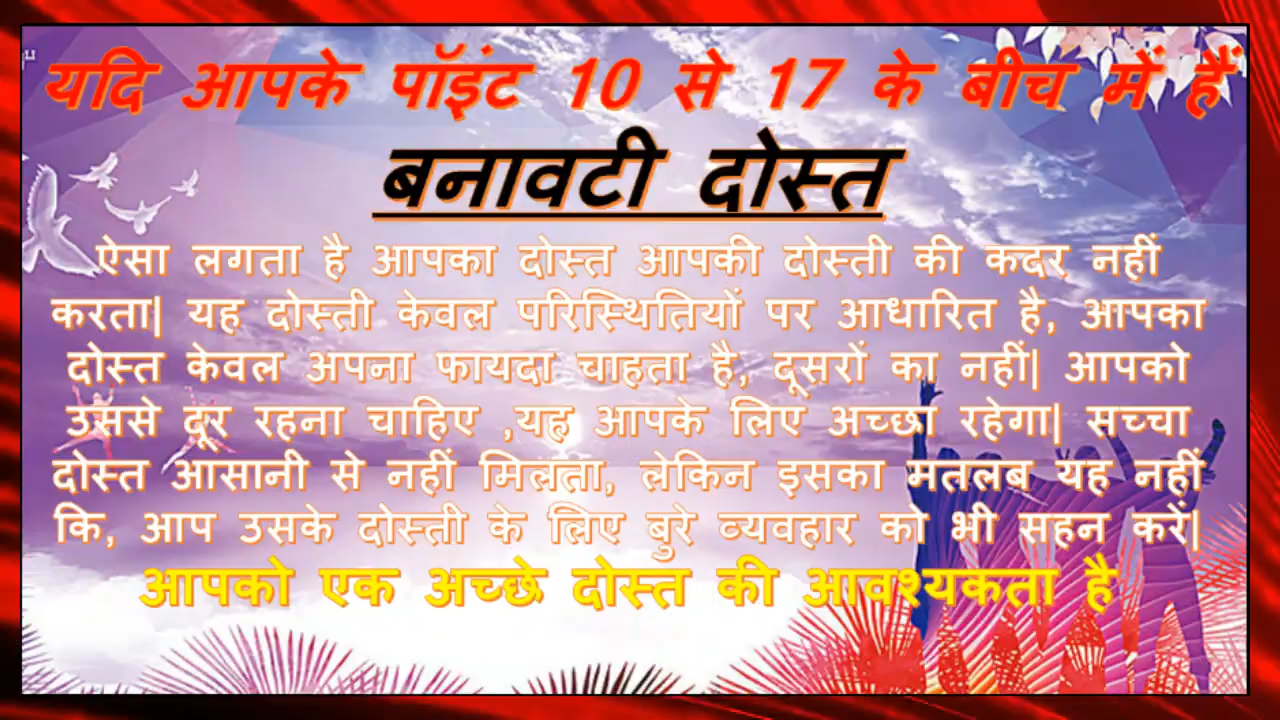 यदि आपके पॉइंट 10 से 17 के बीच में हैं
बनावटी दोस्त
ऐसा लगता है आपका दोस्त आपकी दोस्ती की कदर नहीं
करता| यह दोस्ती केवल परिस्थितियों पर आधारित है, आपका
दोस्त केवल अपना फायदा चाहता है, दूसरों का नहीं| आपको
उससे दूर रहना चाहिए ,यह आपके लिए अच्छा रहेगा| सच्चा
दोस्त आसानी से नहीं मिलता, लेकिन इसका मतलब यह नहीं
कि, आप उसके दोस्ती के लिए बुरे व्यवहार को भी सहन करें|
आपको एक अच्छे दोस्त की आवश्यकता है